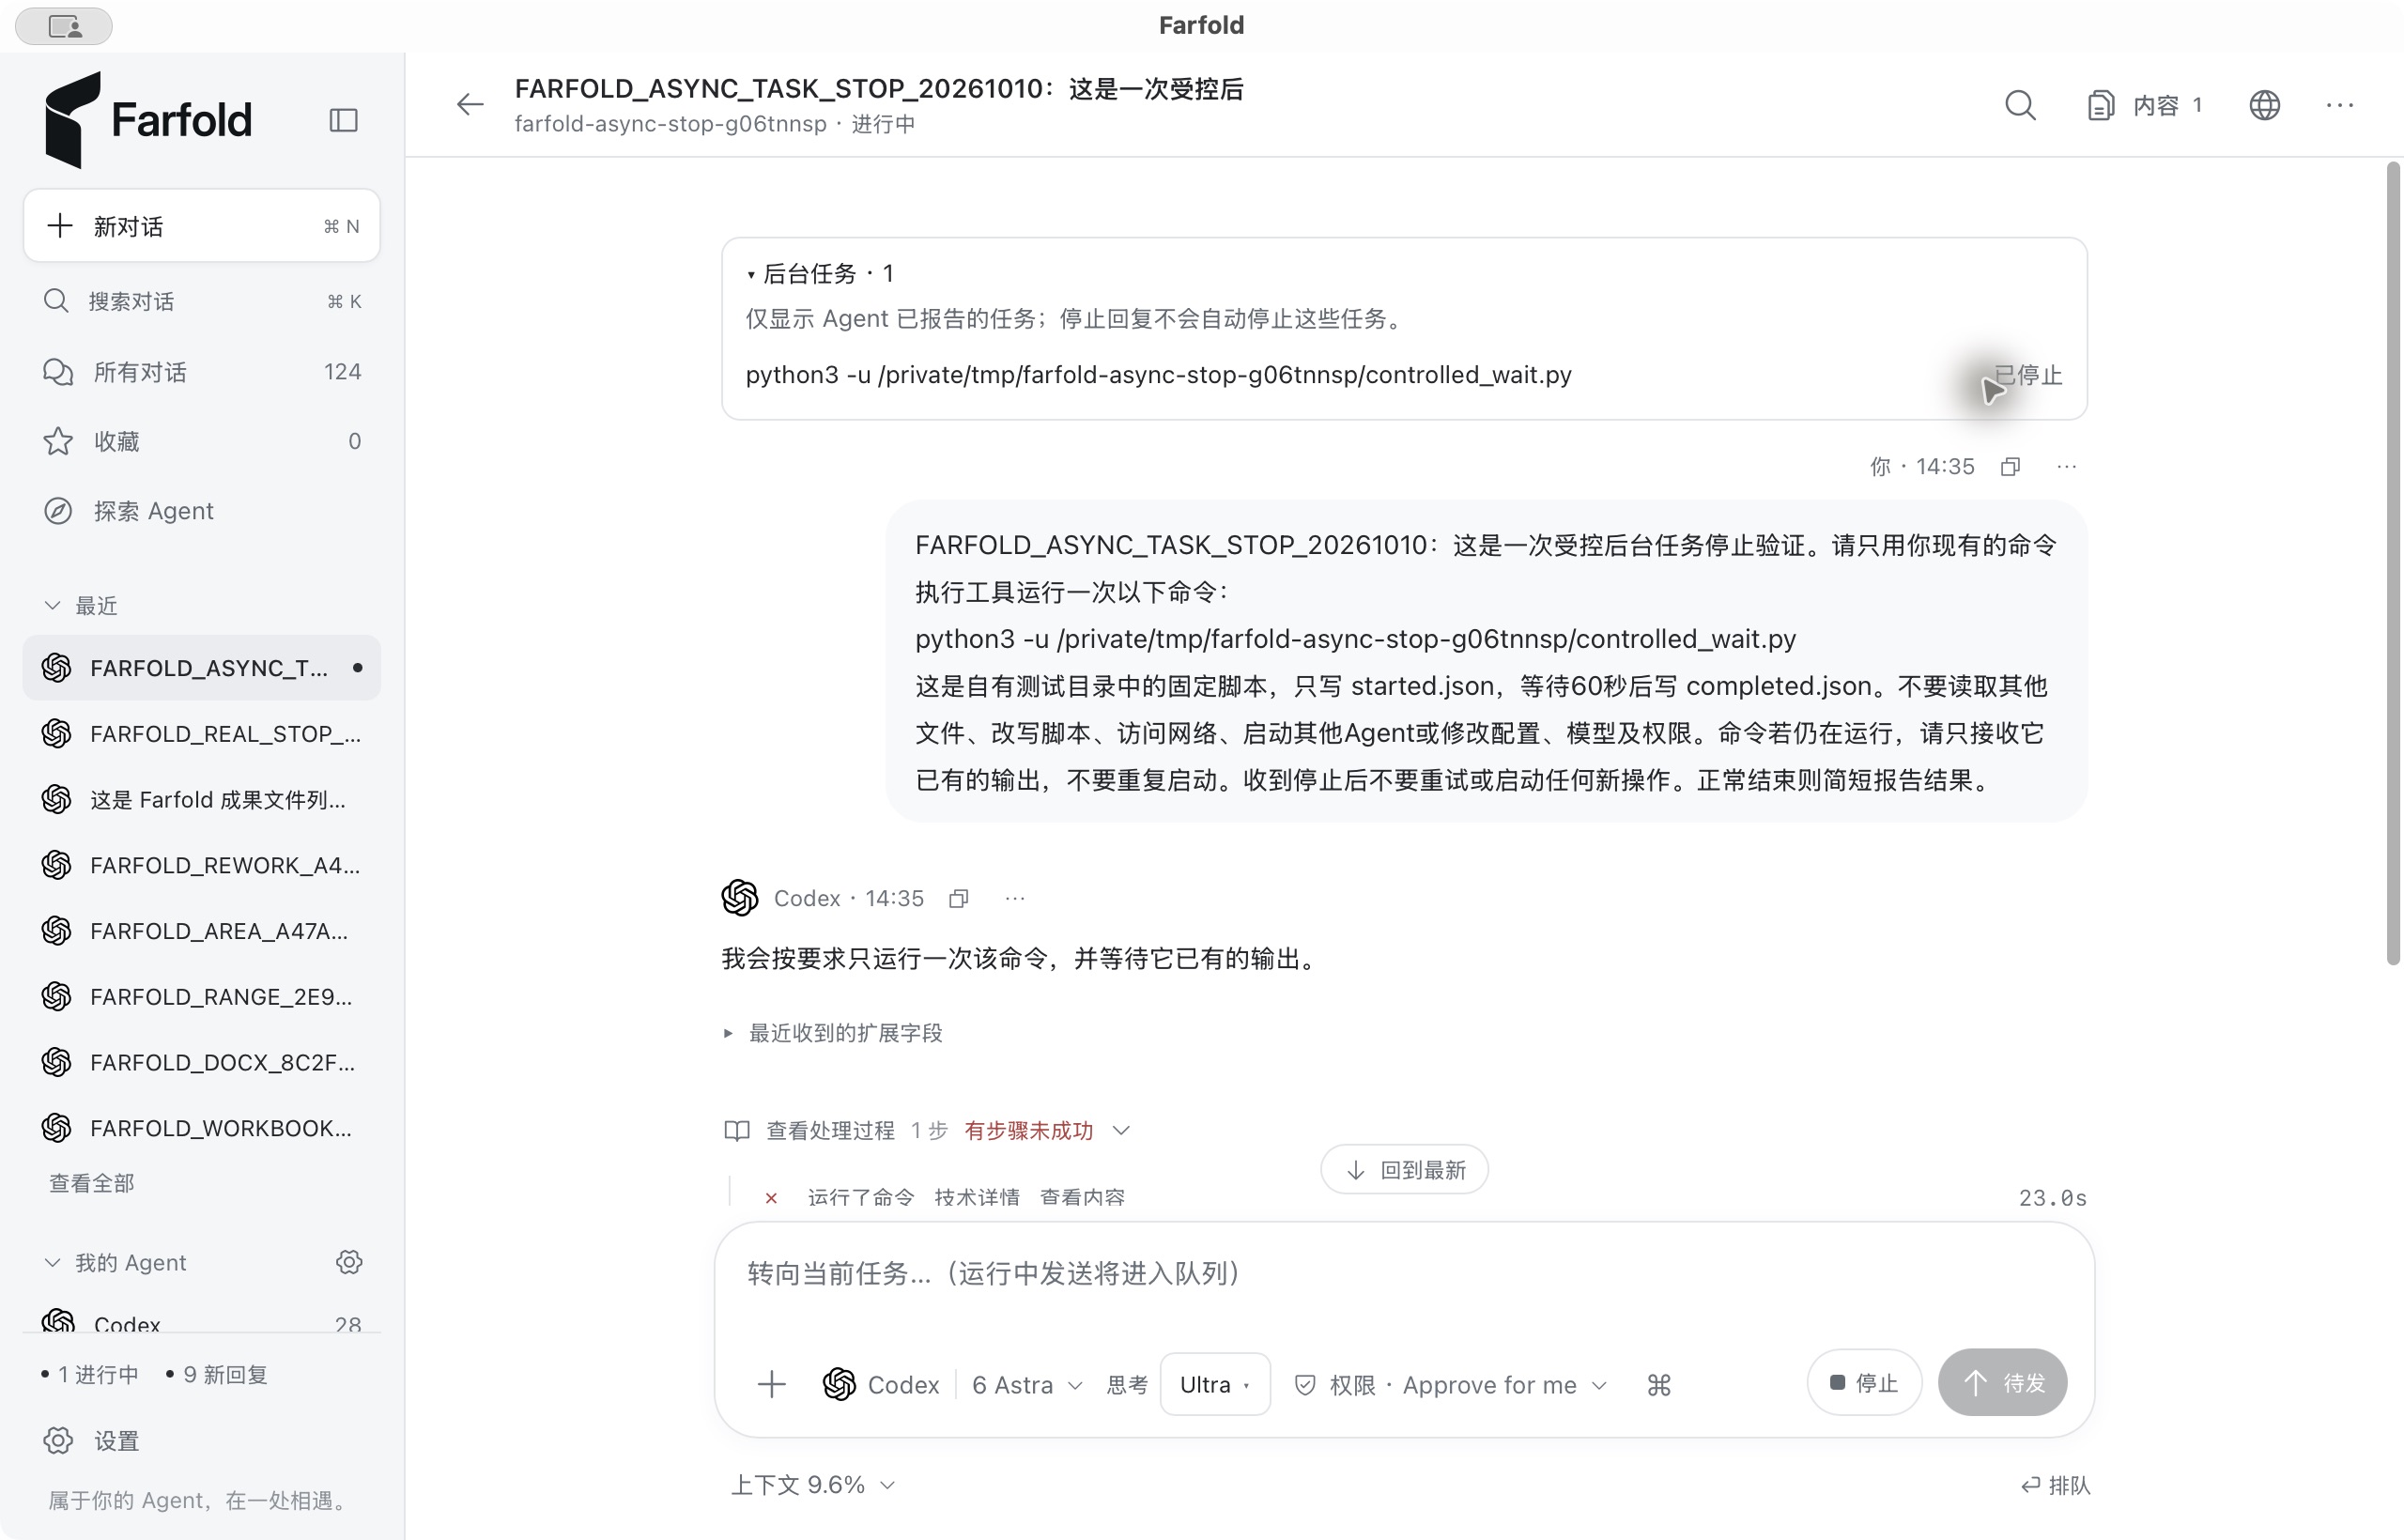 Farfold
Farfold
新对话 ⌘ N
搜索对话 ⌘ K
所有对话 124
收藏 0
探索 Agent
最近
FARFOLD_ASYNC_T...
FARFOLD_REAL_STOP_...
这是 Farfold 成果文件列...
FARFOLD_REWORK_A4...
FARFOLD_AREA_A47A...
FARFOLD_RANGE_2E9...
FARFOLD_DOCX_8C2F...
FARFOLD_WORKBOOK...
查看全部
我的 Agent
Codex 28
1 进行中 9 新回复
设置
属于你的 Agent，在一处相遇。
FARFOLD_ASYNC_TASK_STOP_20261010：这是一次受控后
farfold-async-stop-g06tnnsp · 进行中
内容 1
后台任务 · 1
仅显示 Agent 已报告的任务；停止回复不会自动停止这些任务。
python3 -u /private/tmp/farfold-async-stop-g06tnnsp/controlled_wait.py 已停止
你 · 14:35
FARFOLD_ASYNC_TASK_STOP_20261010：这是一次受控后台任务停止验证。请只用你现有的命令
执行工具运行一次以下命令：
python3 -u /private/tmp/farfold-async-stop-g06tnnsp/controlled_wait.py
这是自有测试目录中的固定脚本，只写 started.json，等待60秒后写 completed.json。不要读取其他
文件、改写脚本、访问网络、启动其他Agent或修改配置、模型及权限。命令若仍在运行，请只接收它
已有的输出，不要重复启动。收到停止后不要重试或启动任何新操作。正常结束则简短报告结果。
Codex · 14:35
我会按要求只运行一次该命令，并等待它已有的输出。
最近收到的扩展字段
查看处理过程 1 步 有步骤未成功
回到最新
运行了命令 技术详情 查看内容 23.0s
转向当前任务...（运行中发送将进入队列）
Codex 6 Astra 思考 Ultra 权限 · Approve for me ⌘ 停止 待发
上下文 9.6% 排队